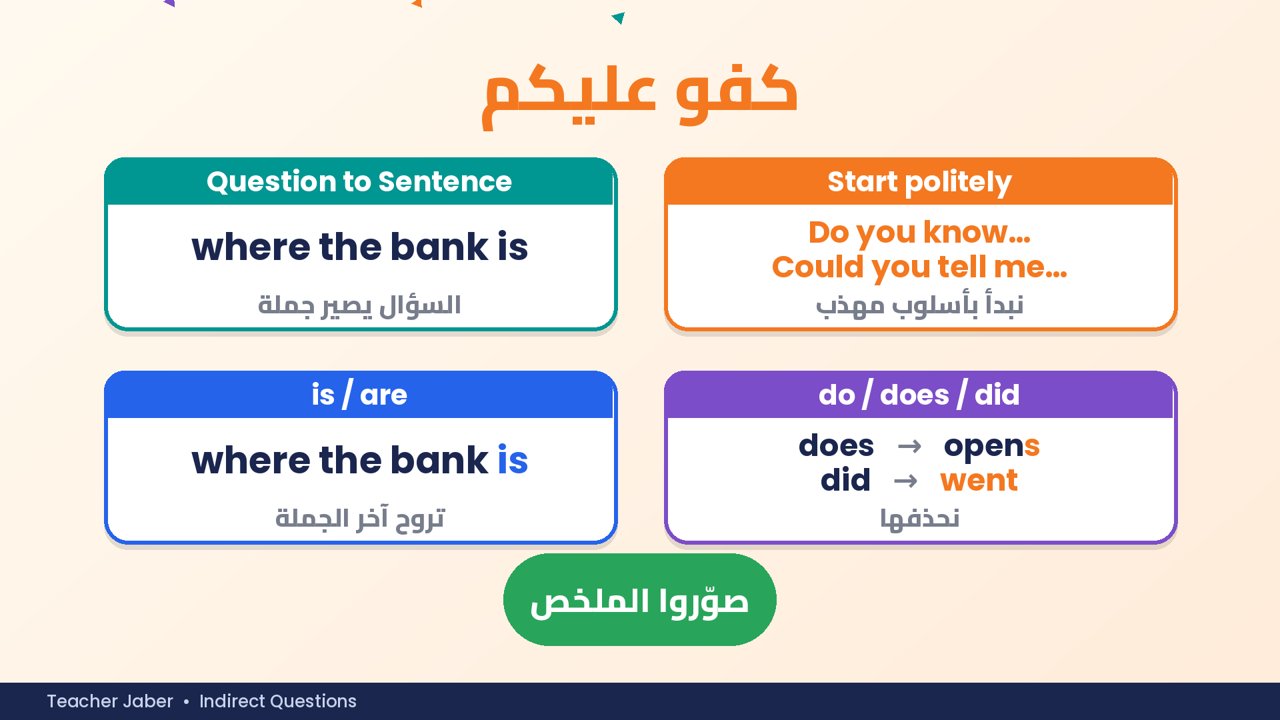 كفو عليكم
Question to Sentence
where the bank is
السؤال يصير جملة
Start politely
Do you know...
Could you tell me...
نبدأ بأسلوب مهذب
is / are
where the bank is
تروح آخر الجملة
do / does / did
does → opens
did → went
نحذفها
صوّروا الملخص
Teacher Jaber • Indirect Questions